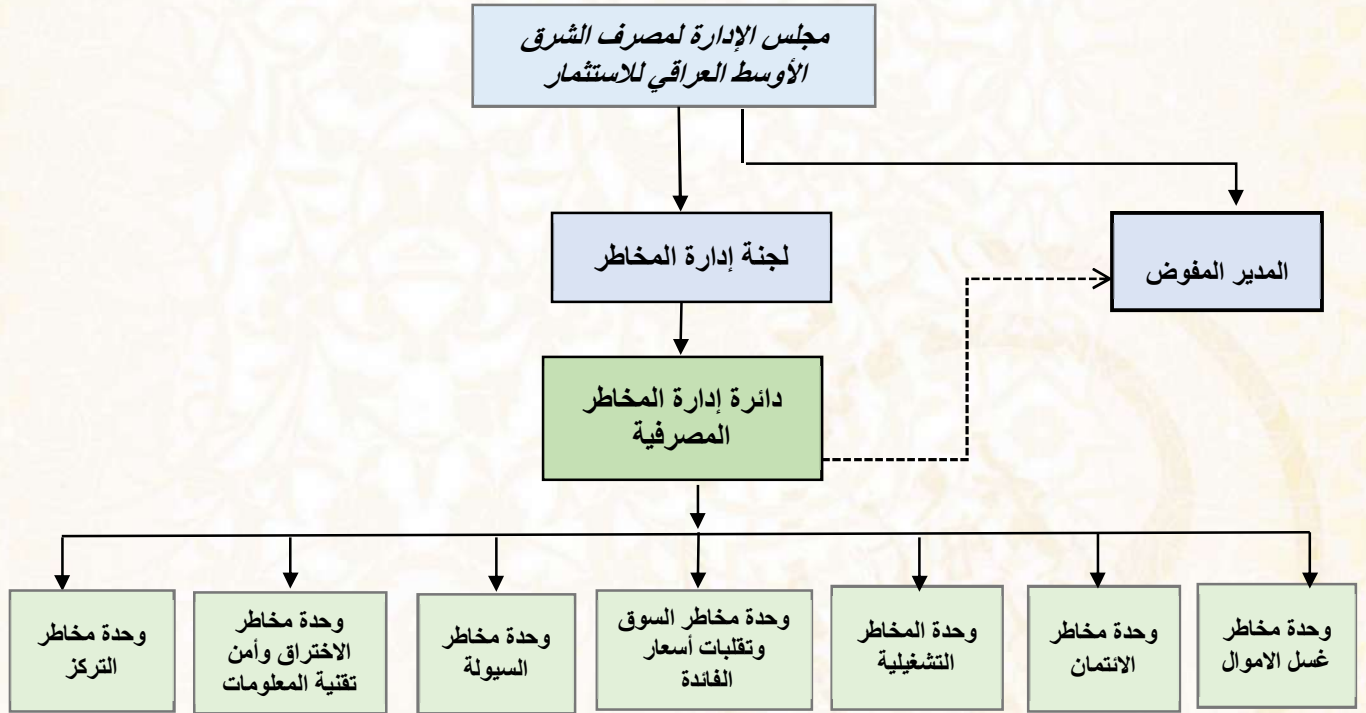 مجلس الإدارة لمصرف الشرق
الأوسط العراقي للاستثمار
لجنة إدارة المخاطر
المدير المفوض
دائرة إدارة المخاطر
المصرفية
وحدة مخاطر
غسل الاموال
وحدة مخاطر
الائتمان
وحدة المخاطر
التشغيلية
وحدة مخاطر السوق
وتقلبات أسعار
الفائدة
وحدة مخاطر
السيولة
وحدة مخاطر
الاختراق وأمن
تقنية المعلومات
وحدة مخاطر
التركز